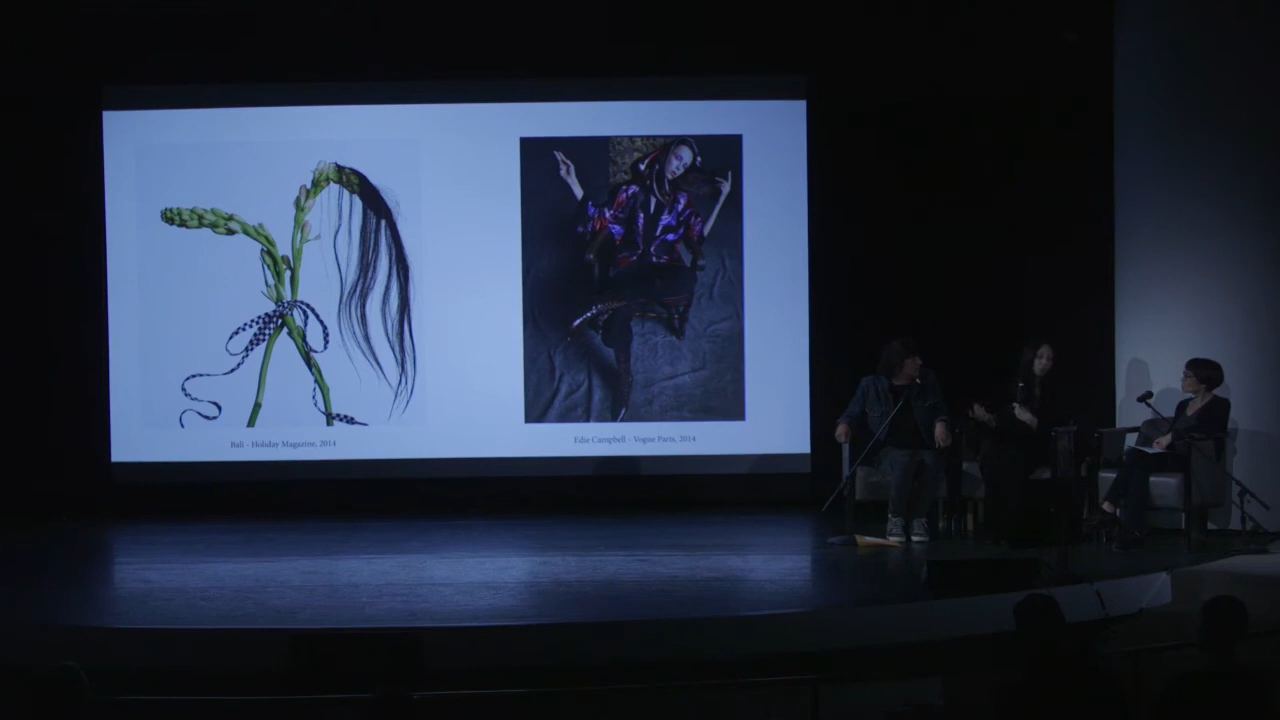 Bali - Holiday Magazine, 2014
Edie Campbell - Vogue Paris, 2014